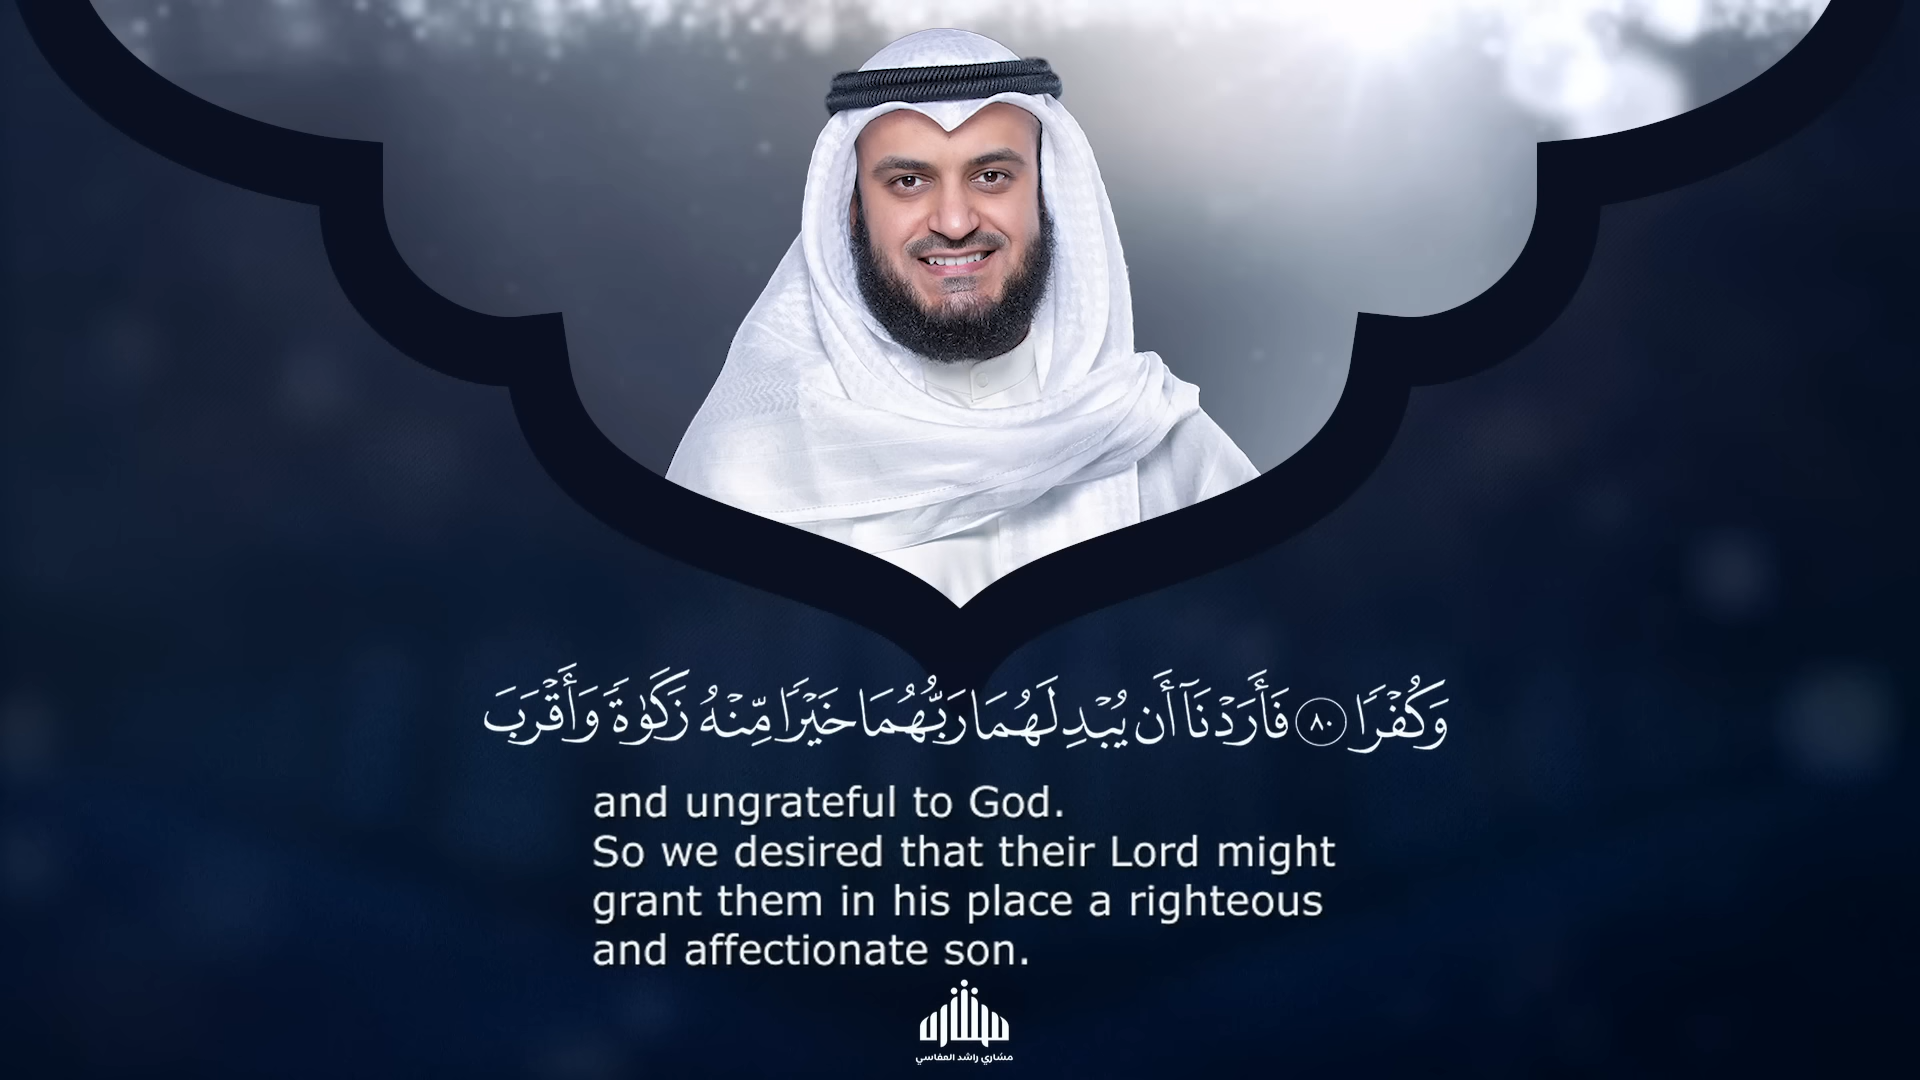 وَكُفْرًا ٨٠ فَأَرَدْنَآ أَن يُبْدِلَهُمَا رَبُّهُمَا خَيْرًا مِّنْهُ زَكَوٰةً وَأَقْرَبَ
and ungrateful to God.
So we desired that their Lord might
grant them in his place a righteous
and affectionate son.
مشاري راشد العفاسي